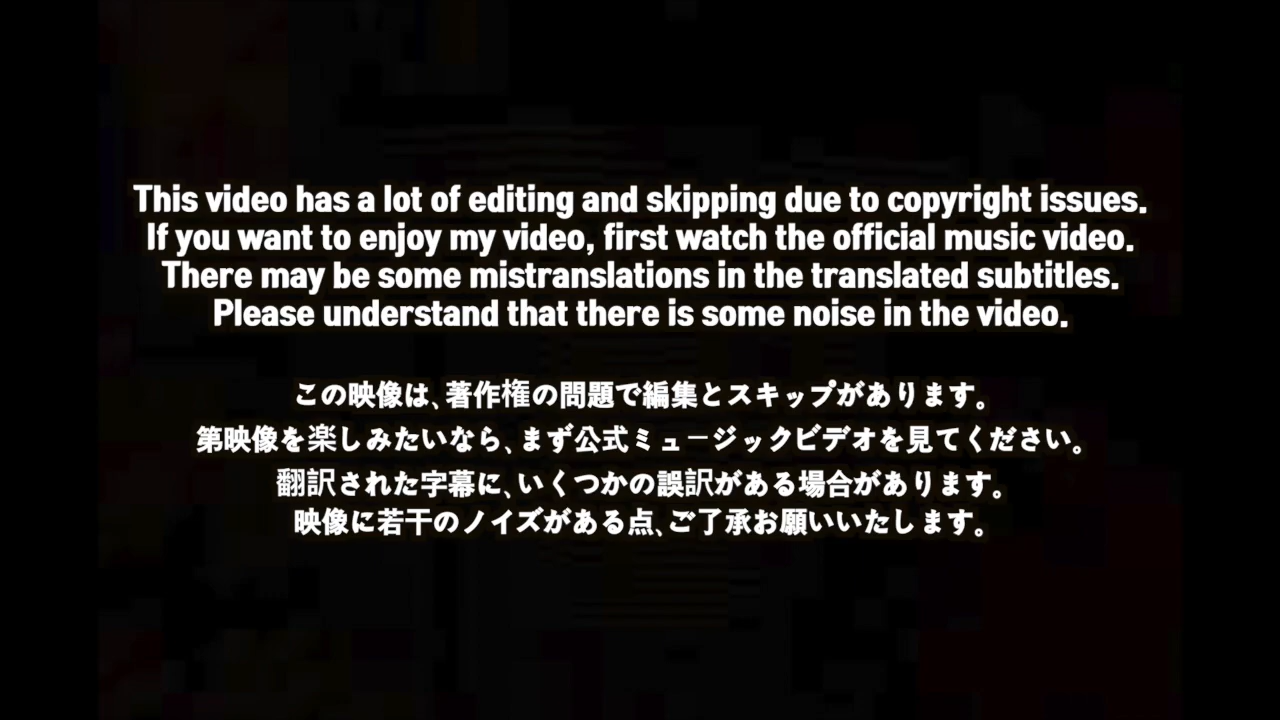 This video has a lot of editing and skipping due to copyright issues.
If you want to enjoy my video, first watch the official music video.
There may be some mistranslations in the translated subtitles.
Please understand that there is some noise in the video.
この映像は、著作権の問題で編集とスキップがあります。
第映像を楽しみたいなら、まず公式ミュージックビデオを見てください。
翻訳された字幕に、いくつかの誤訳がある場合があります。
映像に若干のノイズがある点、ご了承お願いいたします。